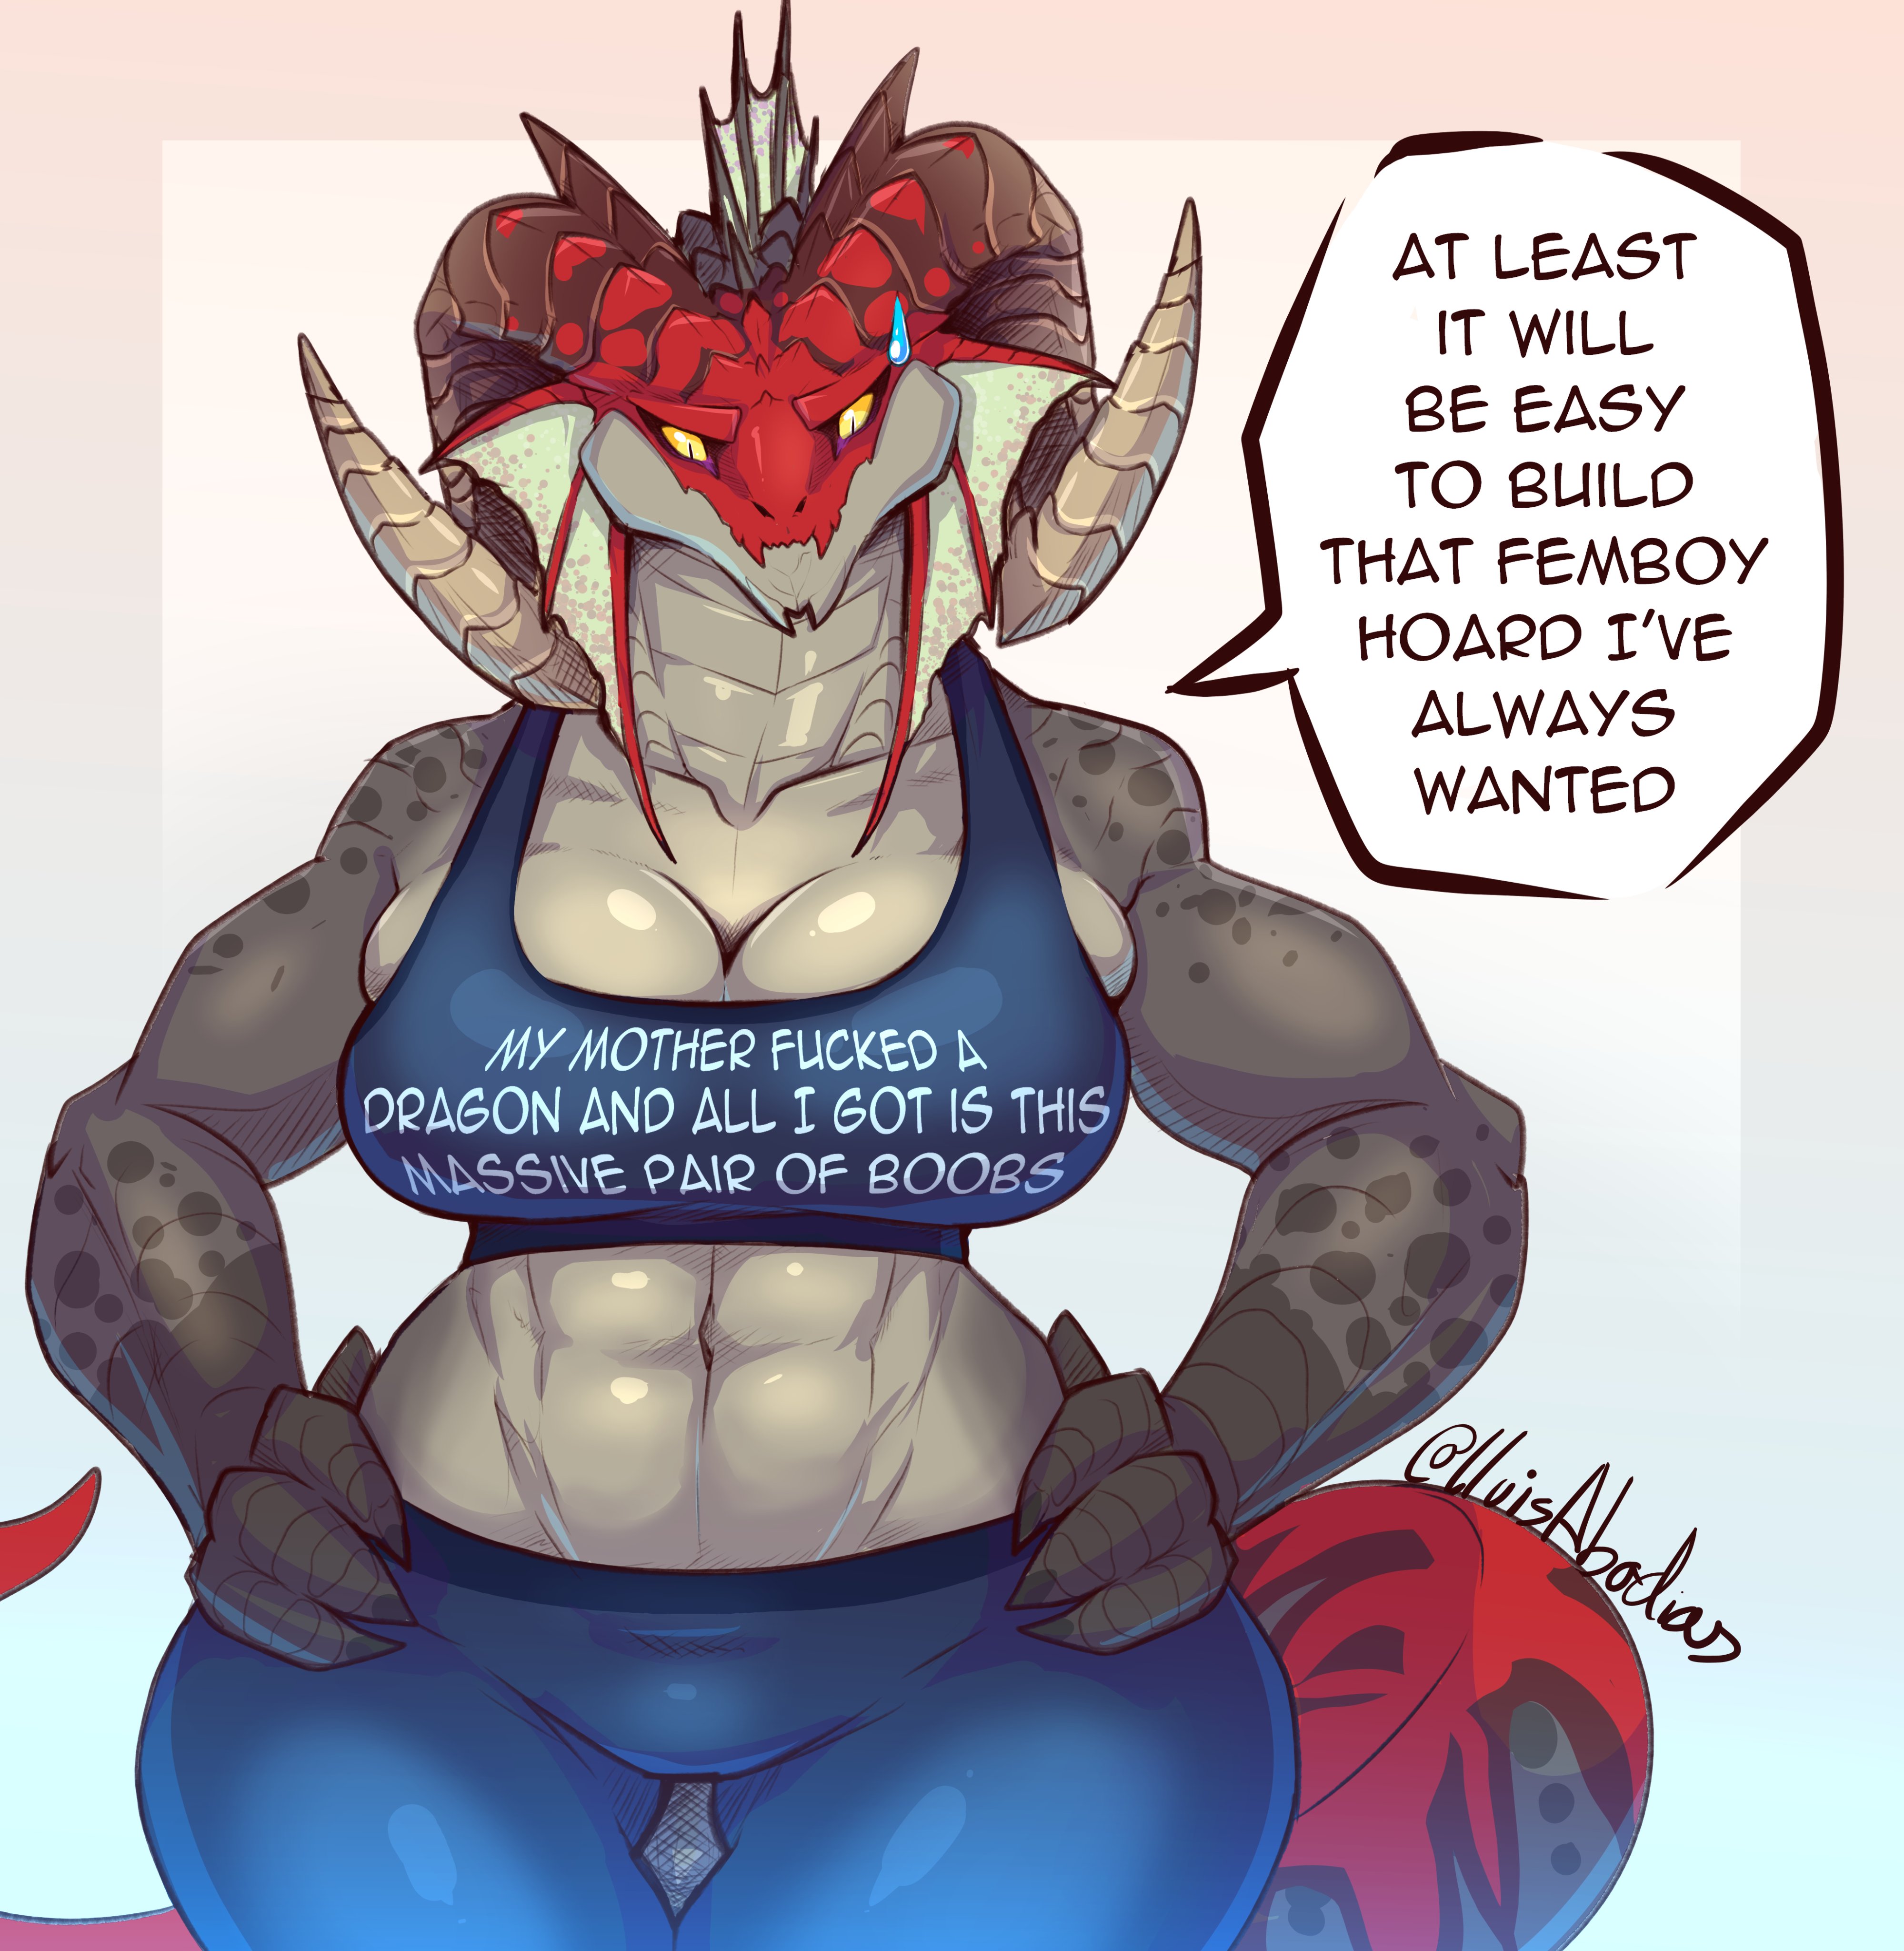 AT LEAST
IT WILL
BE EASY
TO BUILD
THAT FEMBOY
HOARD I'VE
ALWAYS
WANTED
MY MOTHER FUCKED A
DRAGON AND ALL I GOT IS THIS
MASSIVE PAIR OF BOOBS
@LluisAbadias